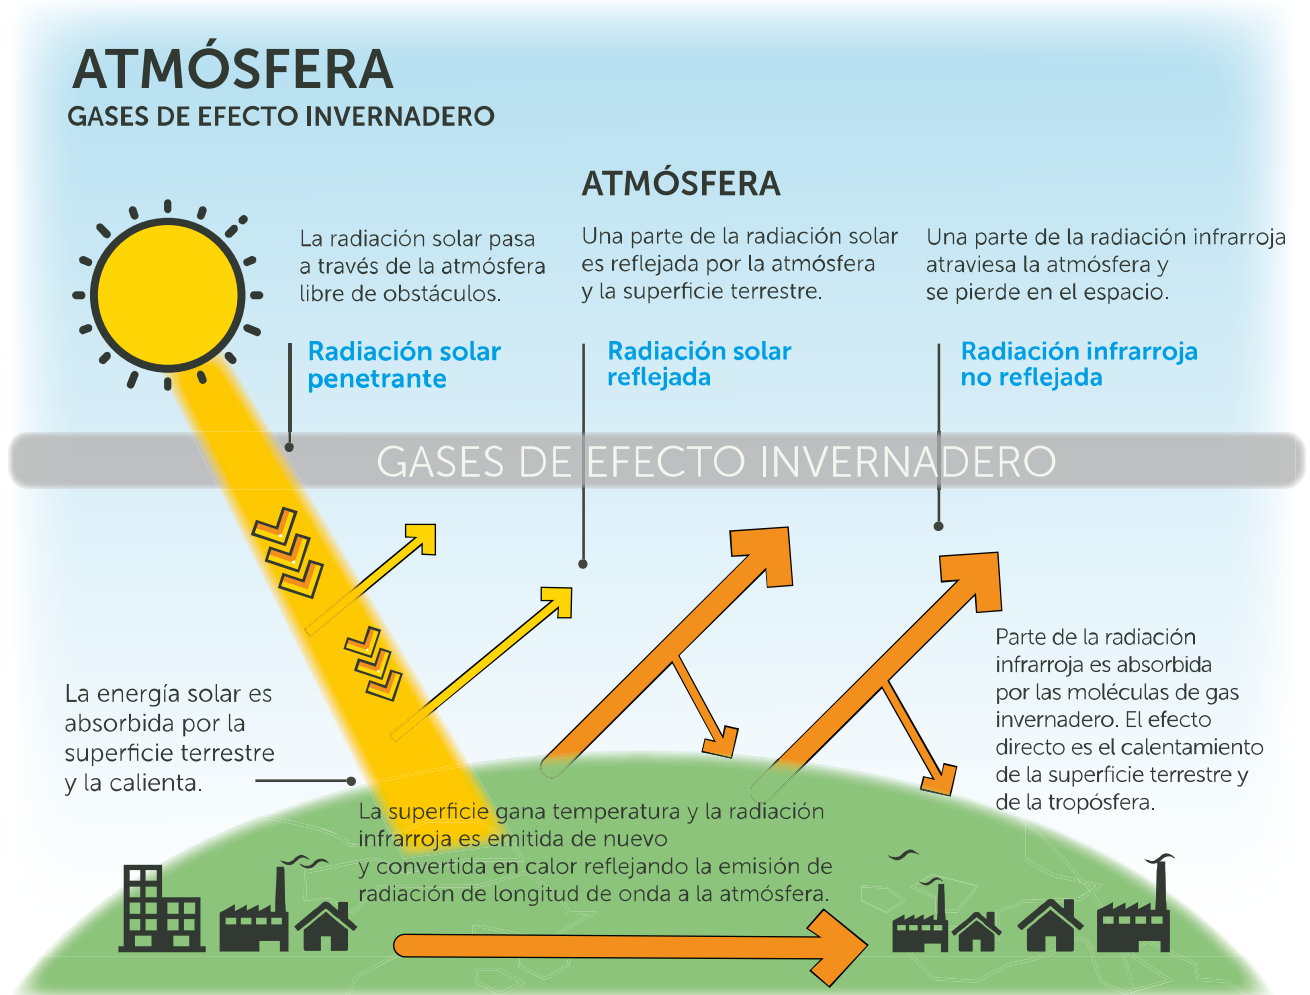 ATMÓSFERA
GASES DE EFECTO INVERNADERO
ATMÓSFERA
La radiación solar pasa
a través de la atmósfera
libre de obstáculos.
Una parte de la radiación solar
es reflejada por la atmósfera
y la superficie terrestre.
Una parte de la radiación infrarroja
atraviesa la atmósfera y
se pierde en el espacio.
Radiación solar
penetrante
Radiación solar
reflejada
Radiación infrarroja
no reflejada
GASES DE EFECTO INVERNADERO
Parte de la radiación
infrarroja es absorbida
por las moléculas de gas
invernadero. El efecto
directo es el calentamiento
de la superficie terrestre y
de la tropósfera.
La energía solar es
absorbida por la
superficie terrestre
y la calienta.
La superficie gana temperatura y la radiación
infrarroja es emitida de nuevo
y convertida en calor reflejando la emisión de
radiación de longitud de onda a la atmósfera.